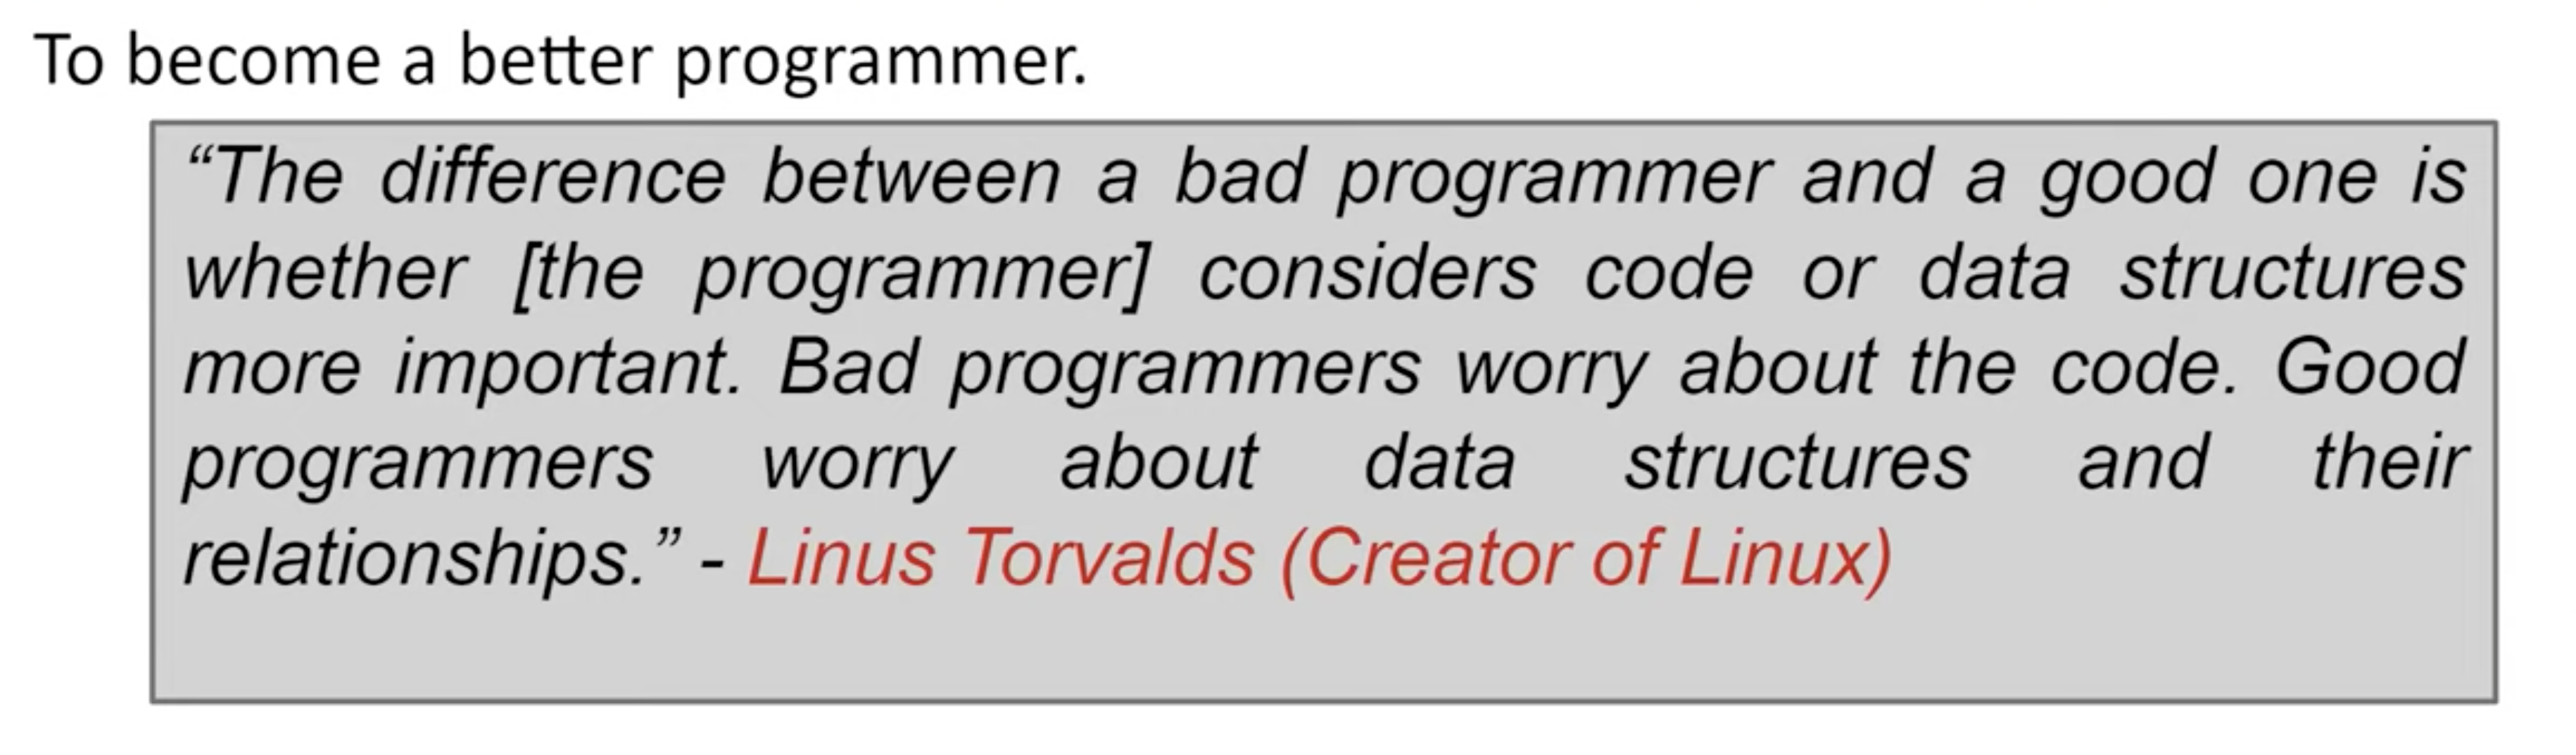 To become a better programmer.
“The difference between a bad programmer and a good one is
whether [the programmer] considers code or data structures
more important. Bad programmers worry about the code. Good
programmers worry about data structures and their
relationships.” - Linus Torvalds (Creator of Linux)